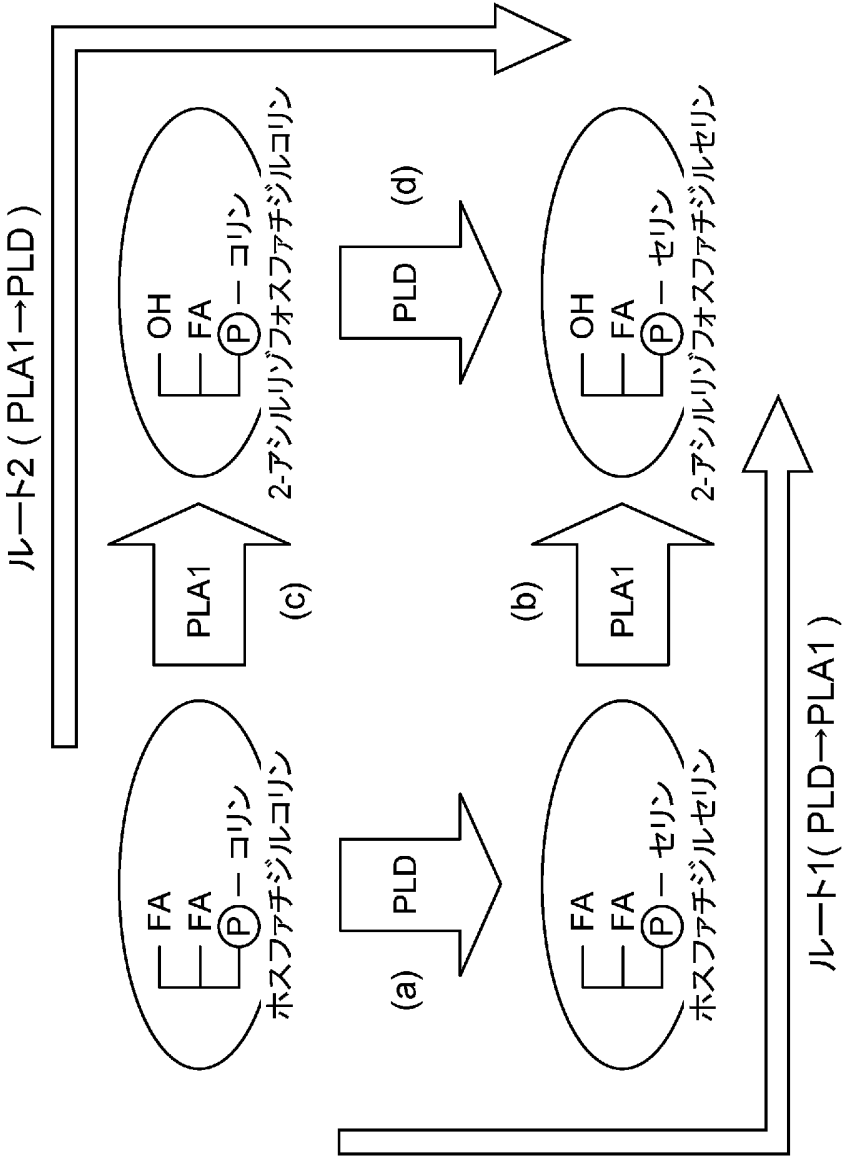 ルート2 ( PLA1→PLD )
FA
FA
P ー コリン
ホスファチジルコリン
PLA1
(c)
OH
FA
P ー コリン
2-アシルリゾフォスファチジルコリン
(a)
PLD
PLD
(d)
FA
FA
P ー セリン
ホスファチジルセリン
(b)
PLA1
OH
FA
P ー セリン
2-アシルリゾフォスファチジルセリン
ルート1( PLD→PLA1 )